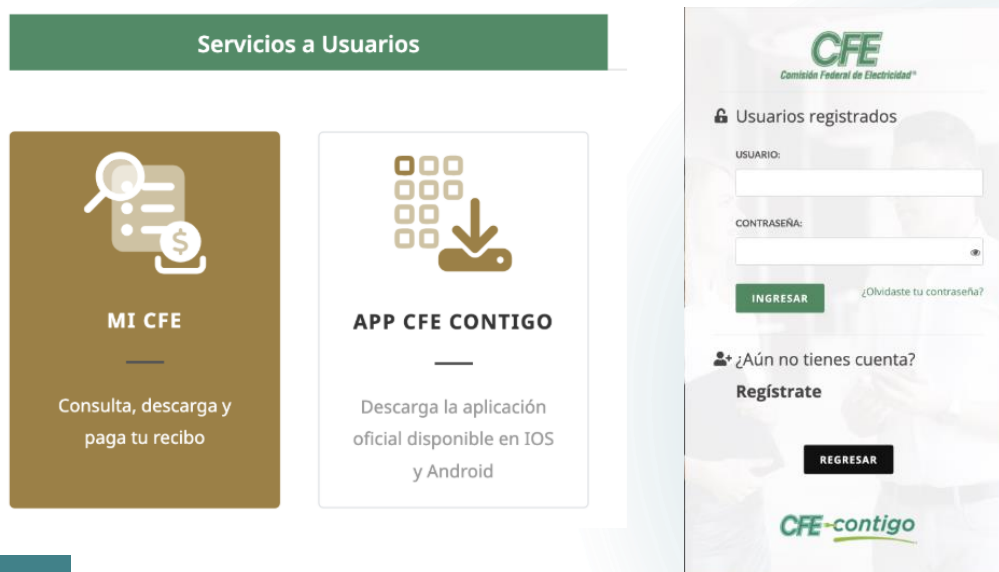 Servicios a Usuarios
$
MI CFE
Consulta, descarga y
paga tu recibo
APP CFE CONTIGO
Descarga la aplicación
oficial disponible en IOS
y Android
CFE
Comisión Federal de Electricidad®
Usuarios registrados
USUARIO:
CONTRASEÑA:
INGRESAR
¿Olvidaste tu contraseña?
¿Aún no tienes cuenta?
Regístrate
REGRESAR
CFE-contigo